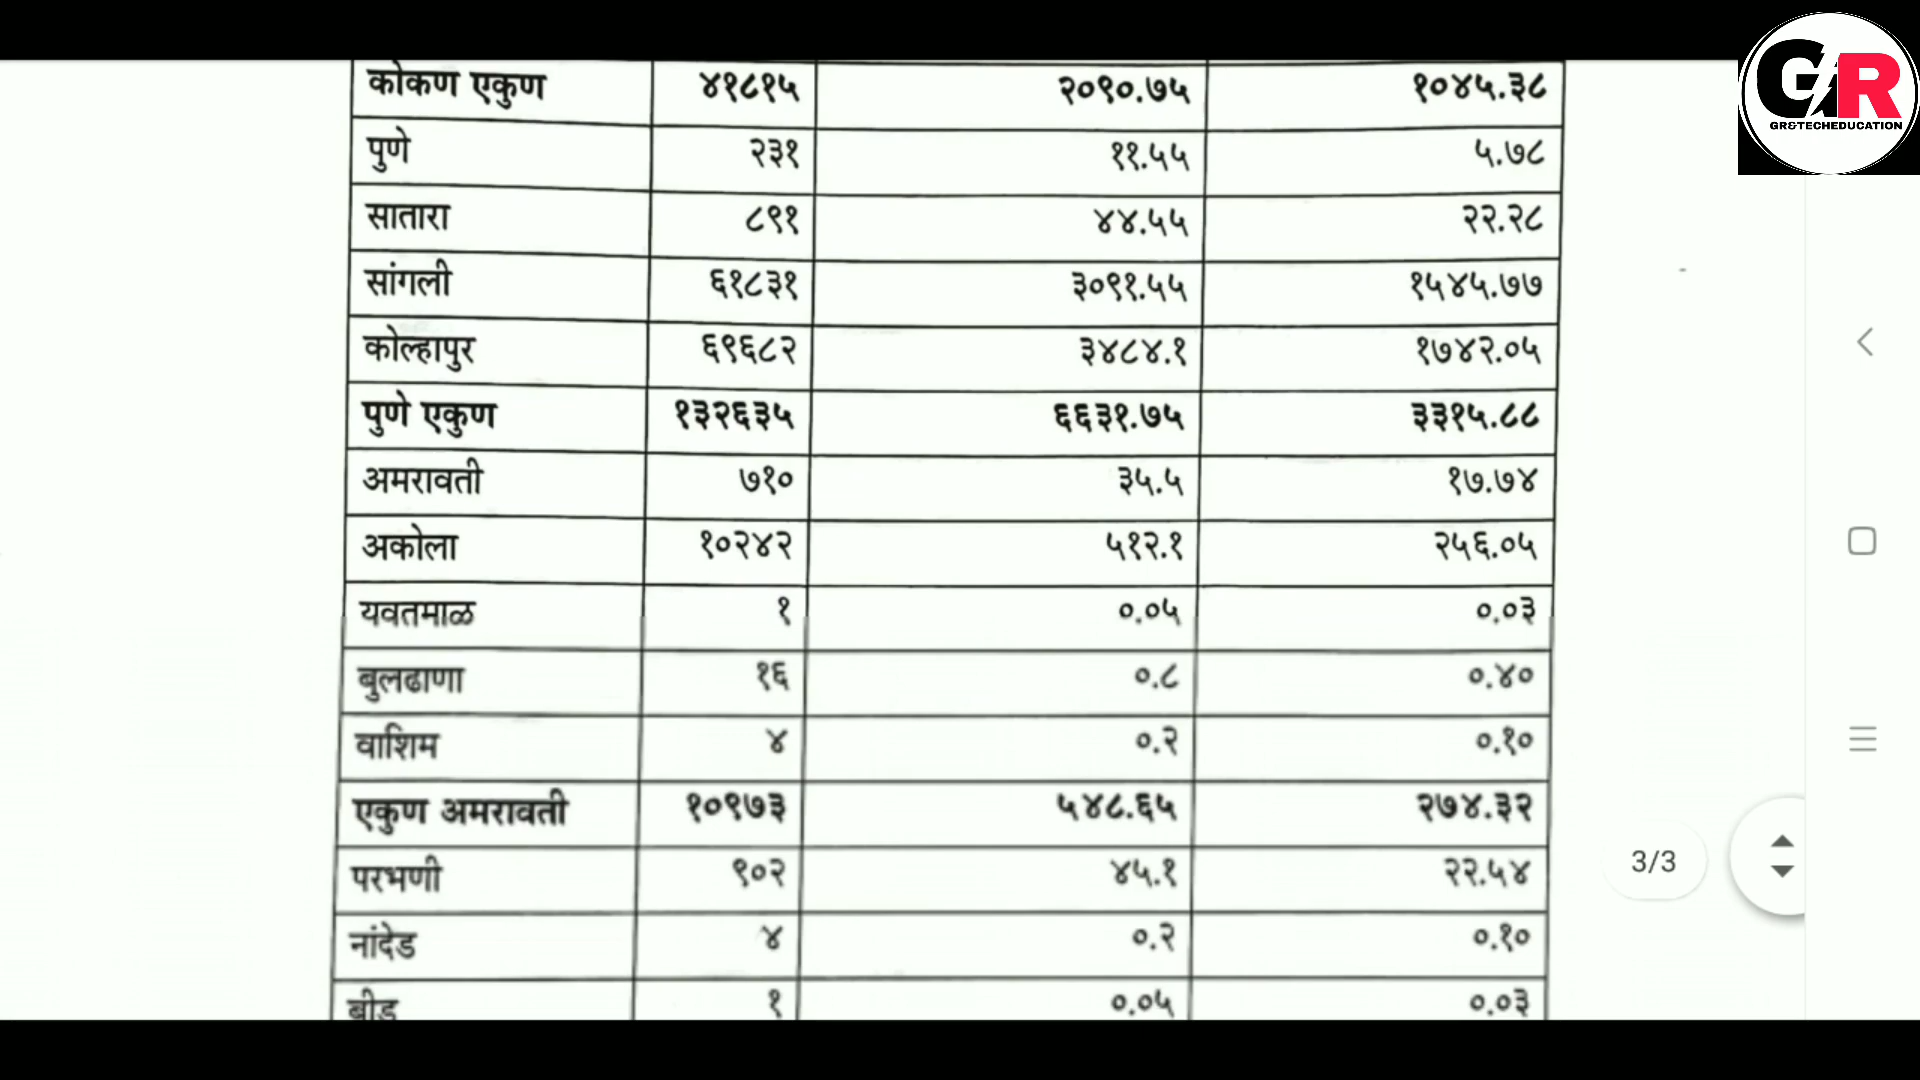 GR
GR&TECHEDUCATION
कोकण एकुण ४१८१५ २०९०.७५ १०४५.३८
पुणे २३१ ११.५५ ५.७८
सातारा ८९१ ४४.५५ २२.२८
सांगली ६१८३१ ३०९१.५५ १५४५.७७
कोल्हापुर ६९६८२ ३४८४.१ १७४२.०५
पुणे एकुण १३२६३५ ६६३१.७५ ३३१५.८८
अमरावती ७१० ३५.५ १७.७४
अकोला १०२४२ ५१२.१ २५६.०५
यवतमाळ १ ०.०५ ०.०३
बुलढाणा १६ ०.८ ०.४०
वाशिम ४ ०.२ ०.१०
एकुण अमरावती १०९७३ ५४८.६५ २७४.३२
परभणी ९०२ ४५.१ २२.५४
नांदेड ४ ०.२ ०.१०
बीड १ ०.०५ ०.०३
3/3